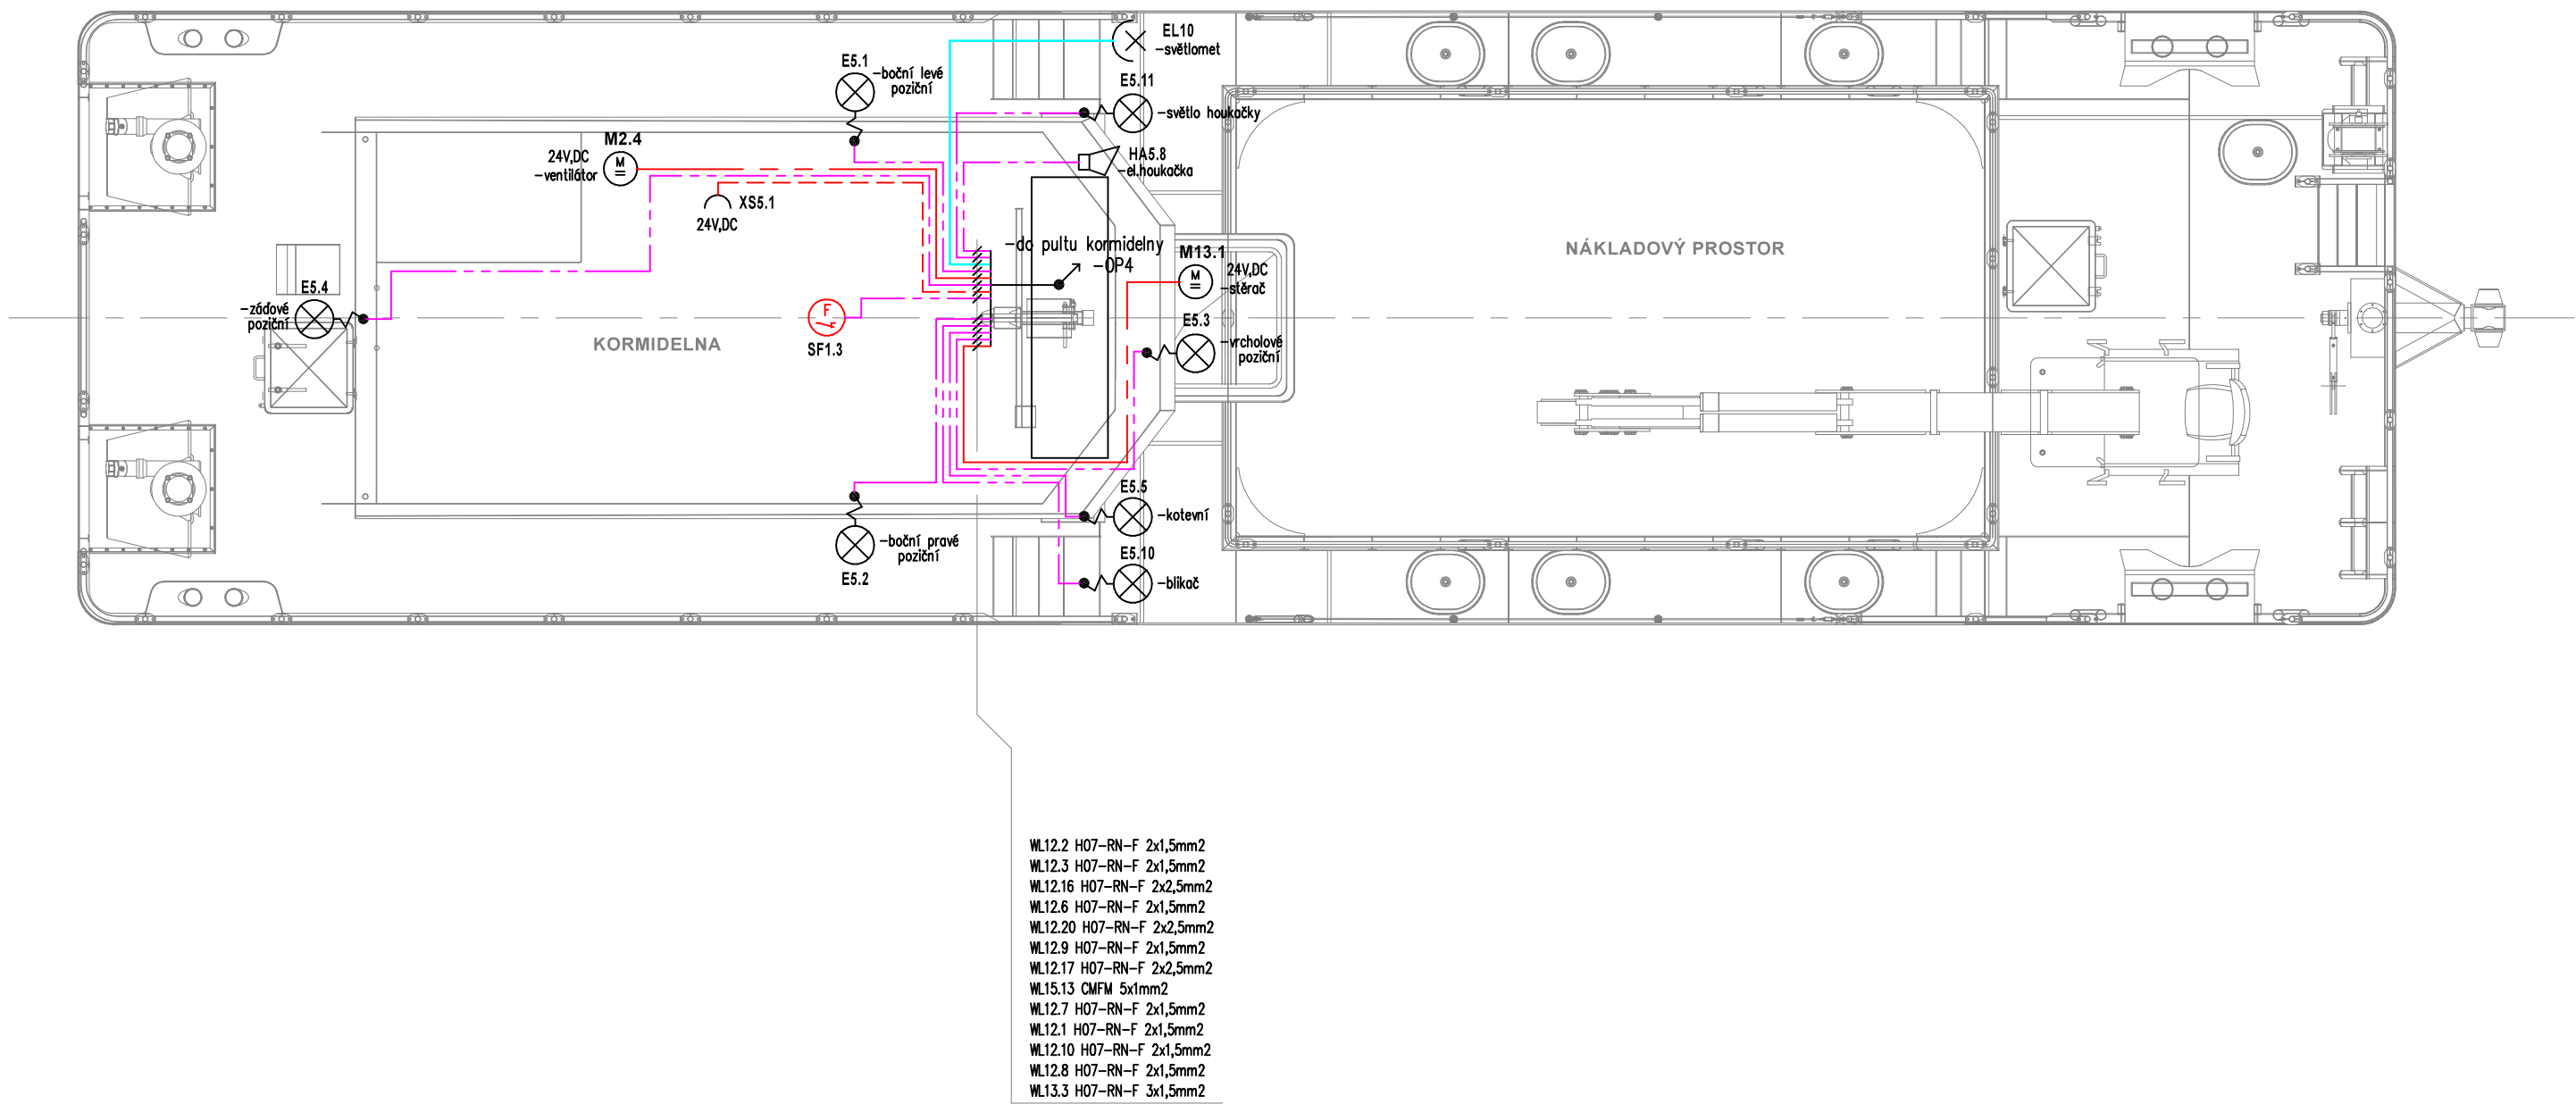 EL10
-světlomet
E5.1
-boční levé
poziční
E5.11
-světlo houkačky
M2.4
24V,DC
-ventilátor
M
=
HA5.8
-el.houkačka
XS5.1
24V,DC
-do pultu kormidelny
-OP4
M13.1
M
=
24V,DC
-stěrač
NÁKLADOVÝ PROSTOR
E5.4
-záďové
poziční
F
SF1.3
E5.3
-vrcholové
poziční
KORMIDELNA
E5.5
-kotevní
-boční pravé
poziční
E5.2
E5.10
-blikač
WL12.2 H07-RN-F 2x1,5mm2
WL12.3 H07-RN-F 2x1,5mm2
WL12.16 H07-RN-F 2x2,5mm2
WL12.6 H07-RN-F 2x1,5mm2
WL12.20 H07-RN-F 2x2,5mm2
WL12.9 H07-RN-F 2x1,5mm2
WL12.17 H07-RN-F 2x2,5mm2
WL15.13 CMFM 5x1mm2
WL12.7 H07-RN-F 2x1,5mm2
WL12.1 H07-RN-F 2x1,5mm2
WL12.10 H07-RN-F 2x1,5mm2
WL12.8 H07-RN-F 2x1,5mm2
WL13.3 H07-RN-F 3x1,5mm2